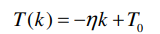 T(k) = −ηk + T₀